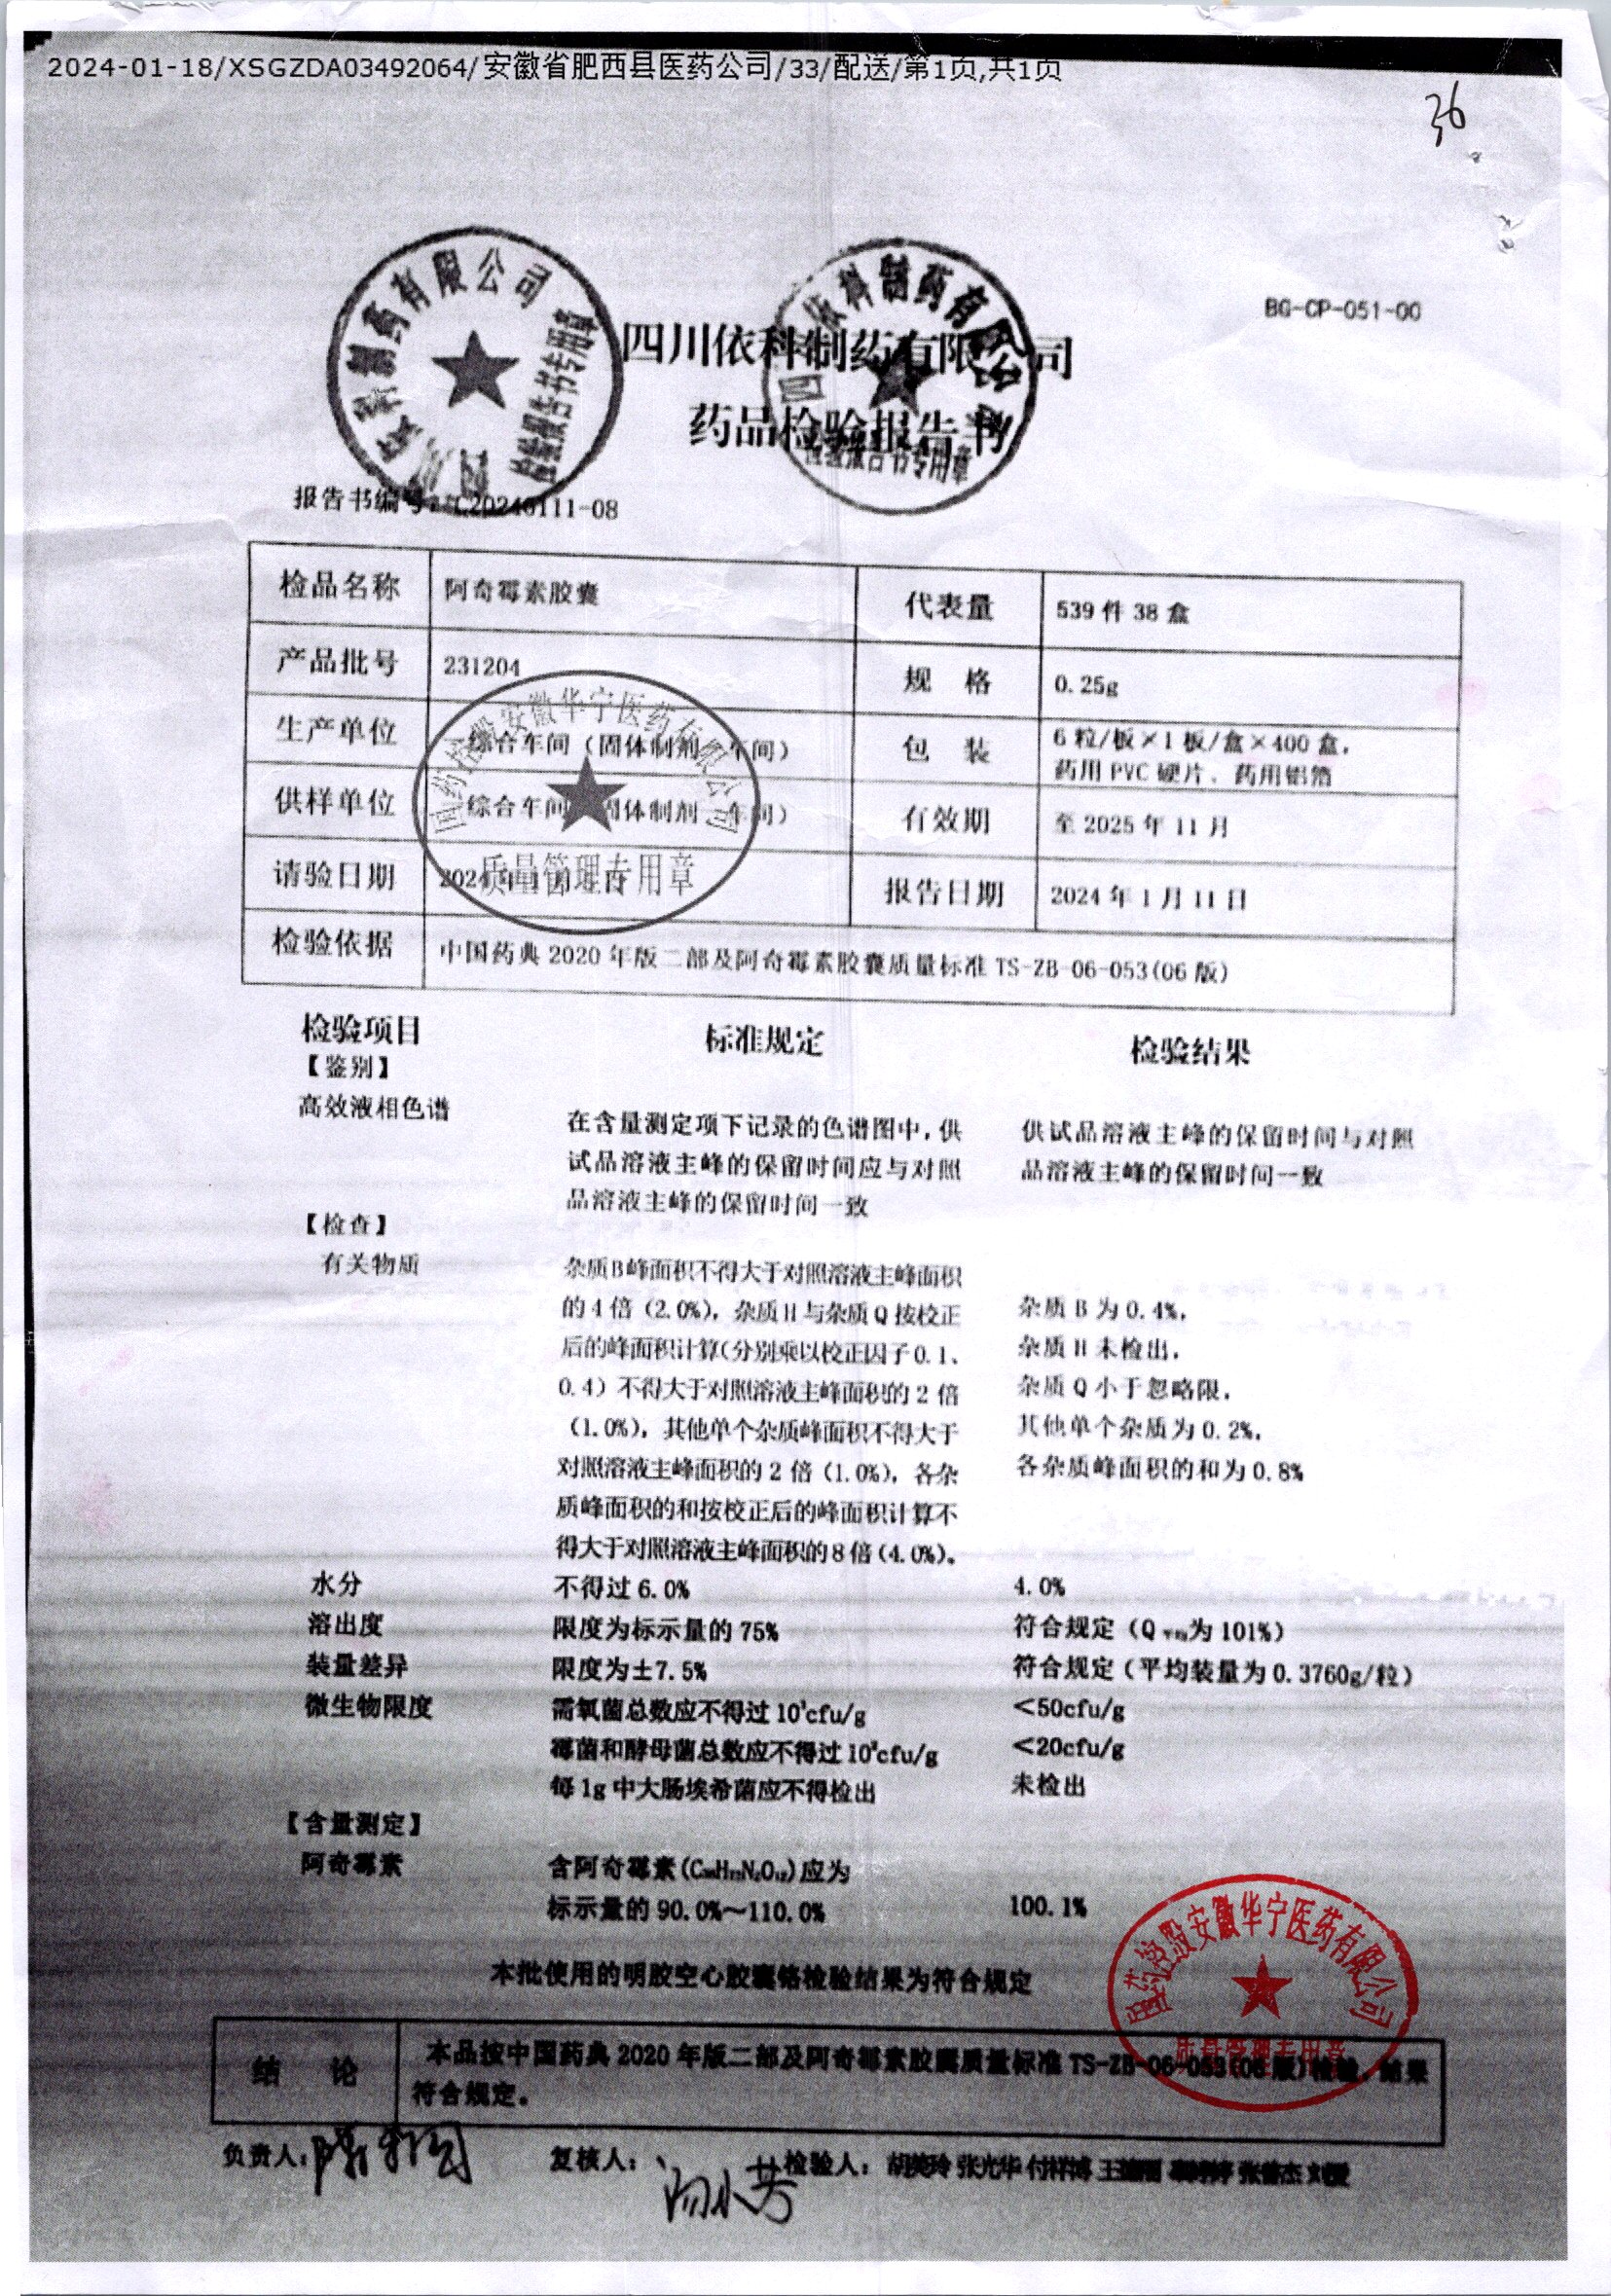 2024-01-18/XSGZDA03492064/安徽省肥西县医药公司/33/配送/第1页,共1页
36
BG-CP-051-00
四川依科制药有限公司
药品检验报告书
检验报告书专用章
报告书编号 20240111-08
检品名称 阿奇霉素胶囊 代表量 539 件 38 盒
产品批号 231204 规 格 0.25g
生产单位 综合车间（固体制剂 车间） 包 装 6 粒/板×1 板/盒×400 盒,
药用 PVC 硬片、药用铝箔
供样单位 综合车间 固体制剂 车间） 有效期 至 2025 年 11 月
请验日期 报告日期 2024 年 1 月 11 日
国药控股安徽华宁医药有限公司
质量管理专用章
检验依据 中国药典 2020 年版二部及阿奇霉素胶囊质量标准 TS-ZB-06-053(06 版)
检验项目 标准规定 检验结果
【鉴别】
高效液相色谱 在含量测定项下记录的色谱图中,供 供试品溶液主峰的保留时间与对照
试品溶液主峰的保留时间应与对照 品溶液主峰的保留时间一致
品溶液主峰的保留时间一致
【检查】
有关物质 杂质B峰面积不得大于对照溶液主峰面积
的 4 倍（2.0%），杂质 H 与杂质 Q 按校正 杂质 B 为 0.4%,
后的峰面积计算(分别乘以校正因子 0.1、 杂质 H 未检出,
0.4）不得大于对照溶液主峰面积的 2 倍 杂质 Q 小于忽略限,
（1.0%），其他单个杂质峰面积不得大于 其他单个杂质为 0.2%,
对照溶液主峰面积的 2 倍（1.0%），各杂 各杂质峰面积的和为 0.8%
质峰面积的和按校正后的峰面积计算不
得大于对照溶液主峰面积的8倍(4.0%)。
水分 不得过 6.0% 4.0%
溶出度 限度为标示量的 75% 符合规定（Q 平均为 101%）
装量差异 限度为±7.5% 符合规定（平均装量为 0.3760g/粒）
微生物限度 需氧菌总数应不得过 10³cfu/g <50cfu/g
霉菌和酵母菌总数应不得过 10²cfu/g <20cfu/g
每 1g 中大肠埃希菌应不得检出 未检出
【含量测定】
阿奇霉素 含阿奇霉素(C₃₈H₇₂N₂O₁₂)应为
标示量的 90.0%～110.0% 100.1%
本批使用的明胶空心胶囊铬检验结果为符合规定
国药控股安徽华宁医药有限公司
质量管理专用章
结 论 本品按中国药典 2020 年版二部及阿奇霉素胶囊质量标准 TS-ZB-06-053(06 版)检验，结果
符合规定。
负责人: 复核人: 检验人: 胡美玲 张光华